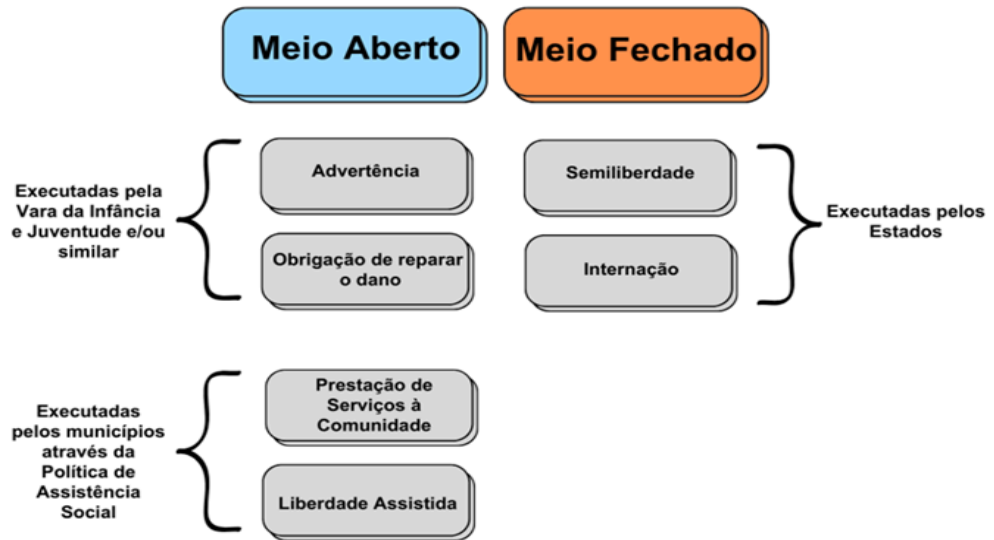 Meio Aberto
Meio Fechado
Executadas pela
Vara da Infância
e Juventude e/ou
similar
Advertência
Obrigação de reparar
o dano
Semiliberdade
Internação
Executadas pelos
Estados
Executadas
pelos municípios
através da
Política de
Assistência
Social
Prestação de
Serviços à
Comunidade
Liberdade Assistida